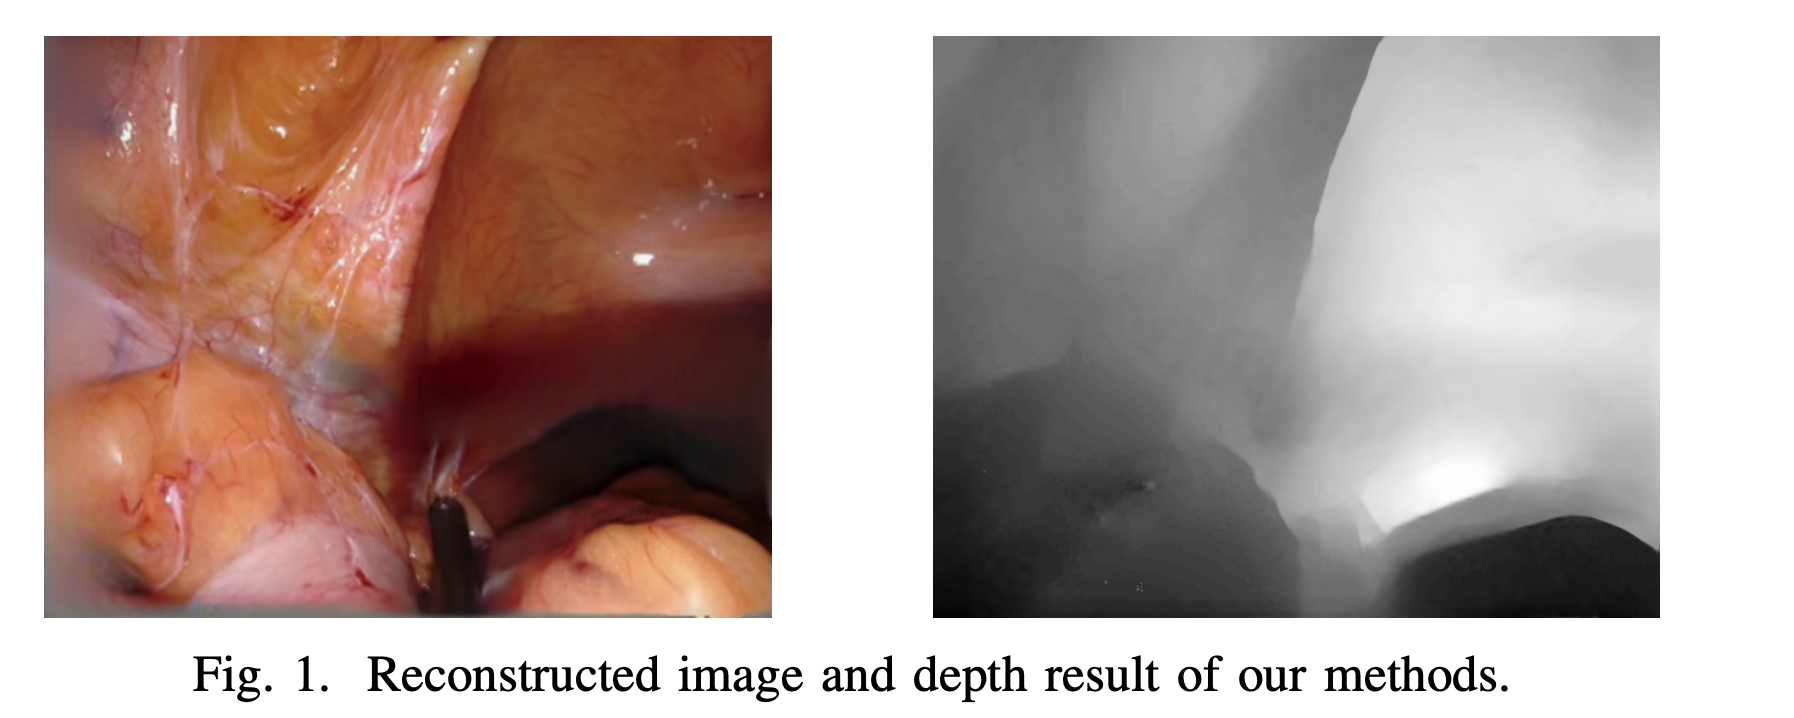 Fig. 1. Reconstructed image and depth result of our methods.